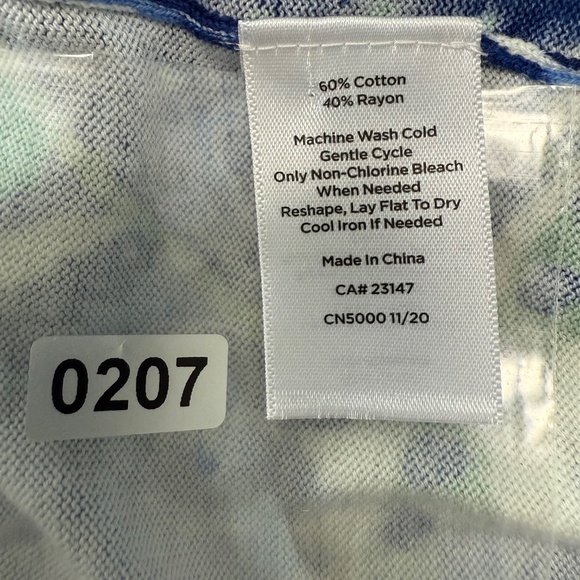 60% Cotton
40% Rayon
Machine Wash Cold
Gentle Cycle
Only Non-Chlorine Bleach
When Needed
Reshape, Lay Flat To Dry
Cool Iron If Needed
Made In China
CA# 23147
CN5000 11/20
0207